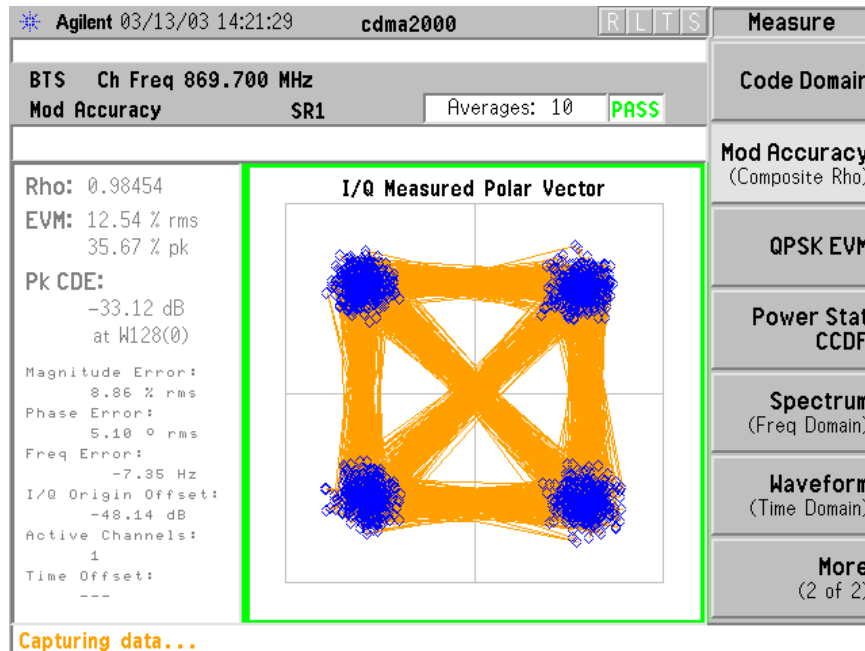 Agilent 03/13/03 14:21:29 cdma2000 R L T S
BTS Ch Freq 869.700 MHz
Mod Accuracy SR1 Averages: 10 PASS
Rho: 0.98454
EVM: 12.54 % rms
35.67 % pk
Pk CDE:
-33.12 dB
at W128(0)
Magnitude Error:
8.86 % rms
Phase Error:
5.10 º rms
Freq Error:
-7.35 Hz
I/Q Origin Offset:
-48.14 dB
Active Channels:
1
Time Offset:
---
I/Q Measured Polar Vector
Measure
Code Domain
Mod Accuracy
(Composite Rho)
QPSK EVM
Power Stat
CCDF
Spectrum
(Freq Domain)
Waveform
(Time Domain)
More
(2 of 2)
Capturing data...